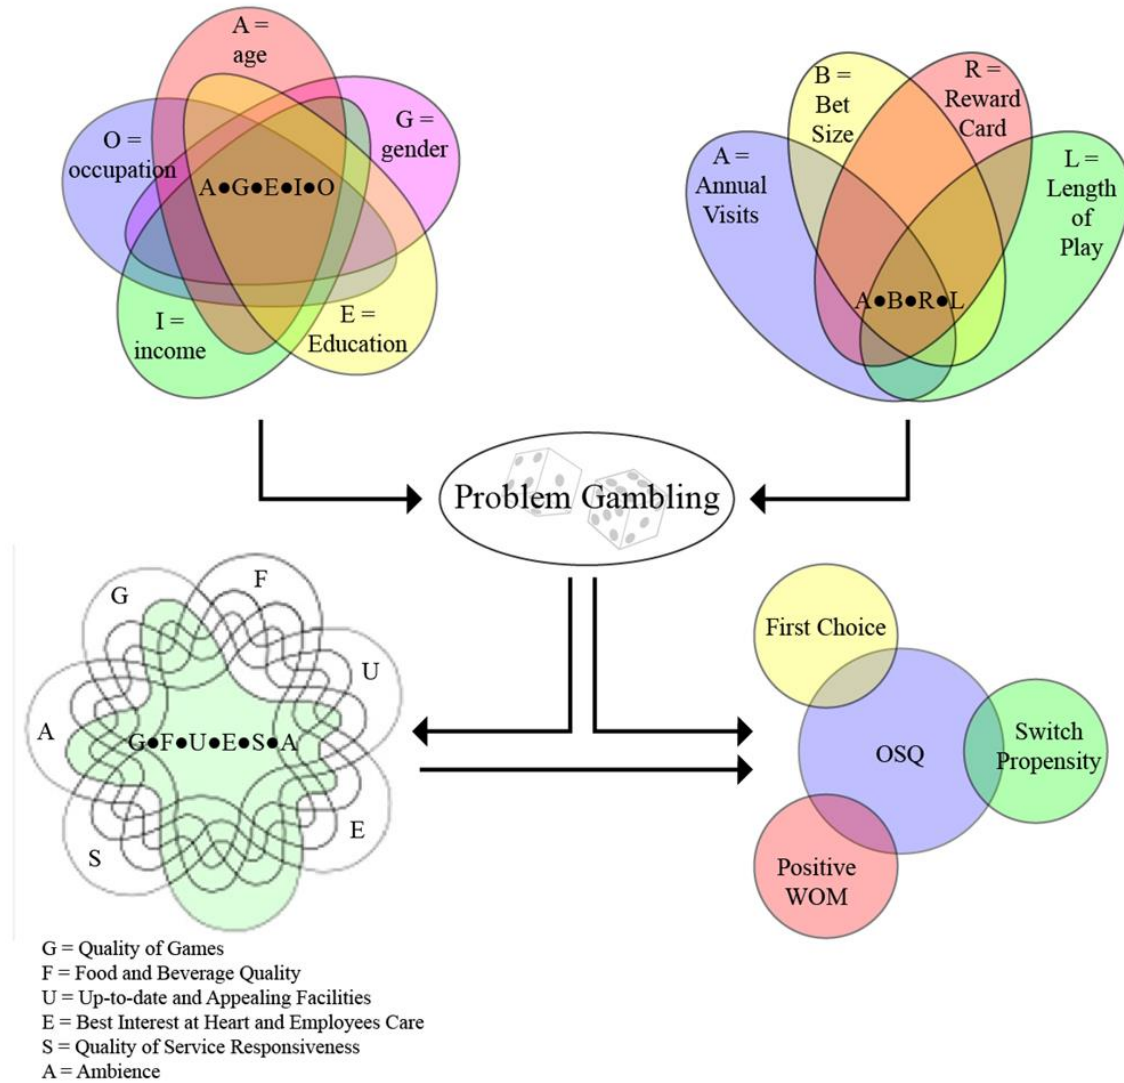 A =
age
G =
gender
O =
occupation
A●G●E●I●O
I =
income
E =
Education
B =
Bet
Size
R =
Reward
Card
A =
Annual
Visits
L =
Length
of
Play
A●B●R●L
Problem Gambling
G
F
U
A
G●F●U●E●S●A
S
E
First Choice
OSQ
Switch
Propensity
Positive
WOM
G = Quality of Games
F = Food and Beverage Quality
U = Up-to-date and Appealing Facilities
E = Best Interest at Heart and Employees Care
S = Quality of Service Responsiveness
A = Ambience